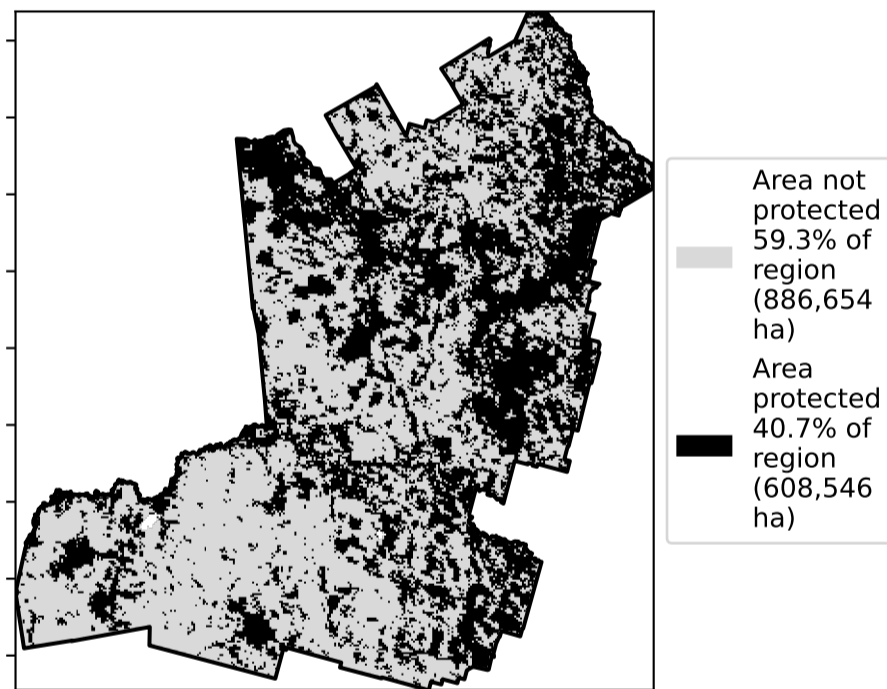 Area not
protected
59.3% of
region
(886,654
ha)
Area
protected
40.7% of
region
(608,546
ha)